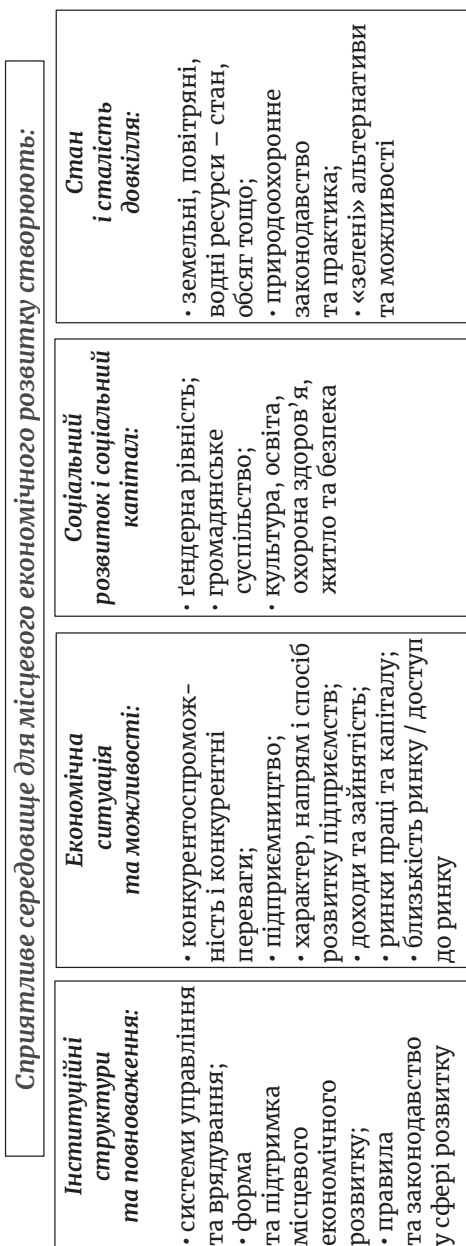 Сприятливе середовище для місцевого економічного розвитку створюють:
Інституційні
структури
та повноваження:
• системи управління
та врядування;
• форма
та підтримка
місцевого
економічного
розвитку;
• правила
та законодавство
у сфері розвитку
Економічна
ситуація
та можливості:
• конкурентоспромож–
ність і конкурентні
переваги;
• підприємництво;
• характер, напрям і спосіб
розвитку підприємств;
• доходи та зайнятість;
• ринки праці та капіталу;
• близькість ринку / доступ
до ринку
Соціальний
розвиток і соціальний
капітал:
• ґендерна рівність;
• громадянське
суспільство;
• культура, освіта,
охорона здоров’я,
житло та безпека
Стан
і сталість
довкілля:
• земельні, повітряні,
водні ресурси – стан,
обсяг тощо;
• природоохоронне
законодавство
та практика;
• «зелені» альтернативи
та можливості